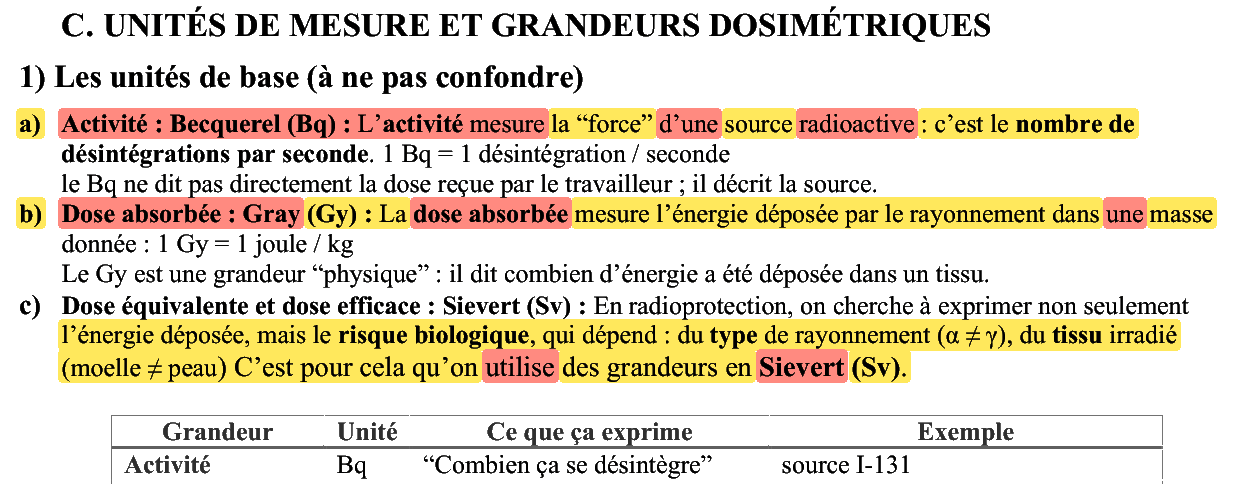 C. UNITÉS DE MESURE ET GRANDEURS DOSIMÉTRIQUES
1) Les unités de base (à ne pas confondre)
a) Activité : Becquerel (Bq) : L’activité mesure la “force” d’une source radioactive : c’est le nombre de
désintégrations par seconde. 1 Bq = 1 désintégration / seconde
le Bq ne dit pas directement la dose reçue par le travailleur ; il décrit la source.
b) Dose absorbée : Gray (Gy) : La dose absorbée mesure l’énergie déposée par le rayonnement dans une masse
donnée : 1 Gy = 1 joule / kg
Le Gy est une grandeur “physique” : il dit combien d’énergie a été déposée dans un tissu.
c) Dose équivalente et dose efficace : Sievert (Sv) : En radioprotection, on cherche à exprimer non seulement
l’énergie déposée, mais le risque biologique, qui dépend : du type de rayonnement (α ≠ γ), du tissu irradié
(moelle ≠ peau) C’est pour cela qu’on utilise des grandeurs en Sievert (Sv).
Grandeur Unité Ce que ça exprime Exemple
Activité Bq “Combien ça se désintègre” source I-131